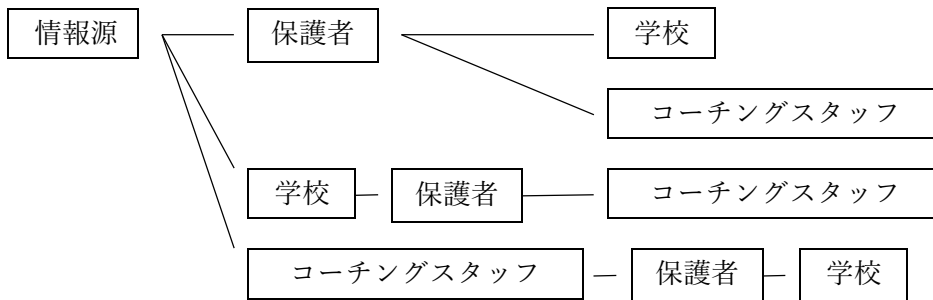 情報源 保護者 学校
コーチングスタッフ
学校 保護者 コーチングスタッフ
コーチングスタッフ 保護者 学校